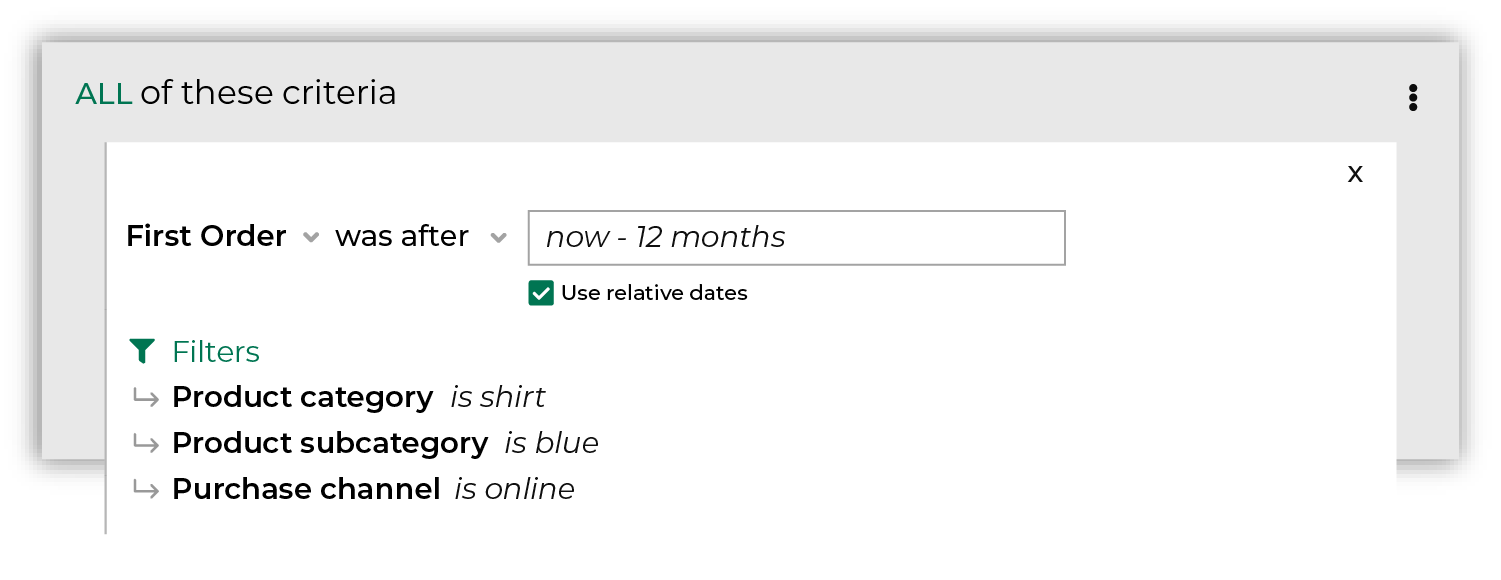 ALL of these criteria
x
First Order was after now - 12 months
Use relative dates
Filters
Product category is shirt
Product subcategory is blue
Purchase channel is online